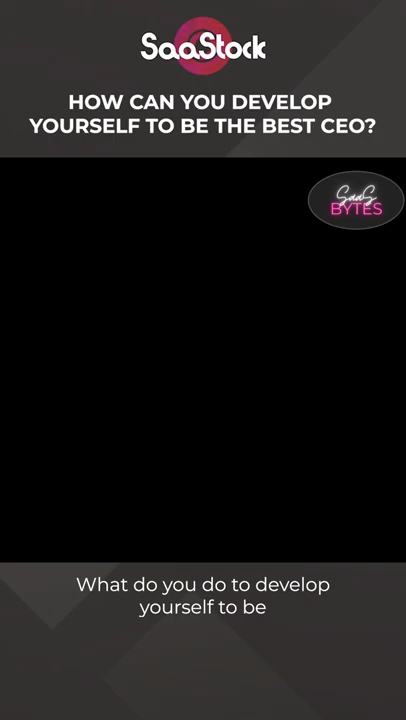 SaaStock
HOW CAN YOU DEVELOP
YOURSELF TO BE THE BEST CEO?
SaaS
BYTES
What do you do to develop
yourself to be